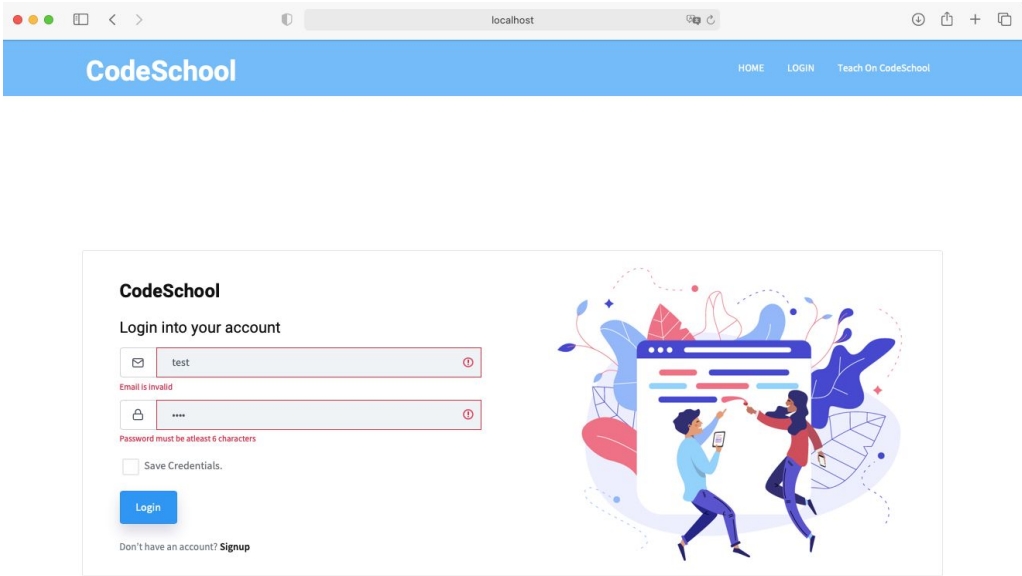 localhost
CodeSchool
HOME LOGIN Teach On CodeSchool
CodeSchool
Login into your account
test
Email is invalid
••••
Password must be atleast 6 characters
Save Credentials.
Login
Don't have an account? Signup